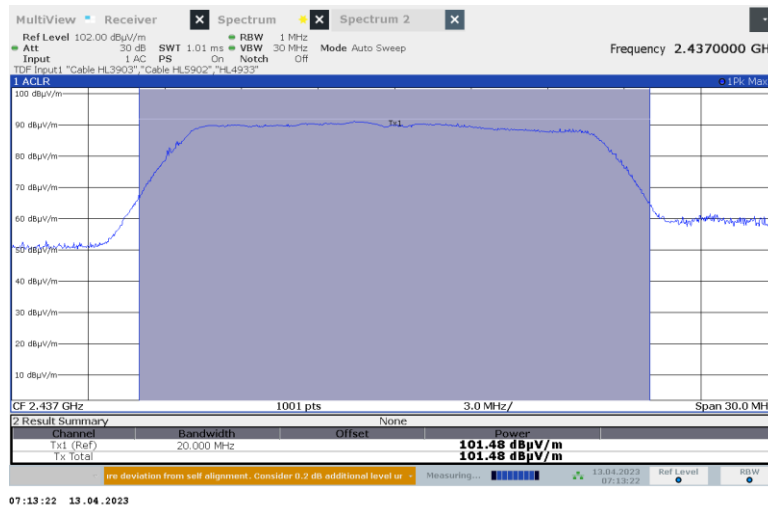 MultiView Receiver X Spectrum X Spectrum 2 X
Ref Level 102.00 dBµV/m RBW 1 MHz
Att 30 dB SWT 1.01 ms VBW 30 MHz Mode Auto Sweep Frequency 2.4370000 GH
Input 1 AC PS On Notch Off
TDF Input1 "Cable HL3903","Cable HL5902","HL4933"
1 ACLR 1Pk Max
100 dBµV/m
90 dBµV/m
Tx1
80 dBµV/m
70 dBµV/m
60 dBµV/m
50 dBµV/m
40 dBµV/m
30 dBµV/m
20 dBµV/m
10 dBµV/m
CF 2.437 GHz 1001 pts 3.0 MHz/ Span 30.0 MH
2 Result Summary None
Channel Bandwidth Offset Power
Tx1 (Ref) 20.000 MHz 101.48 dBµV/m
Tx Total 101.48 dBµV/m
ure deviation from self alignment. Consider 0.2 dB additional level ur Measuring... 13.04.2023 Ref Level RBW
07:13:22
07:13:22 13.04.2023